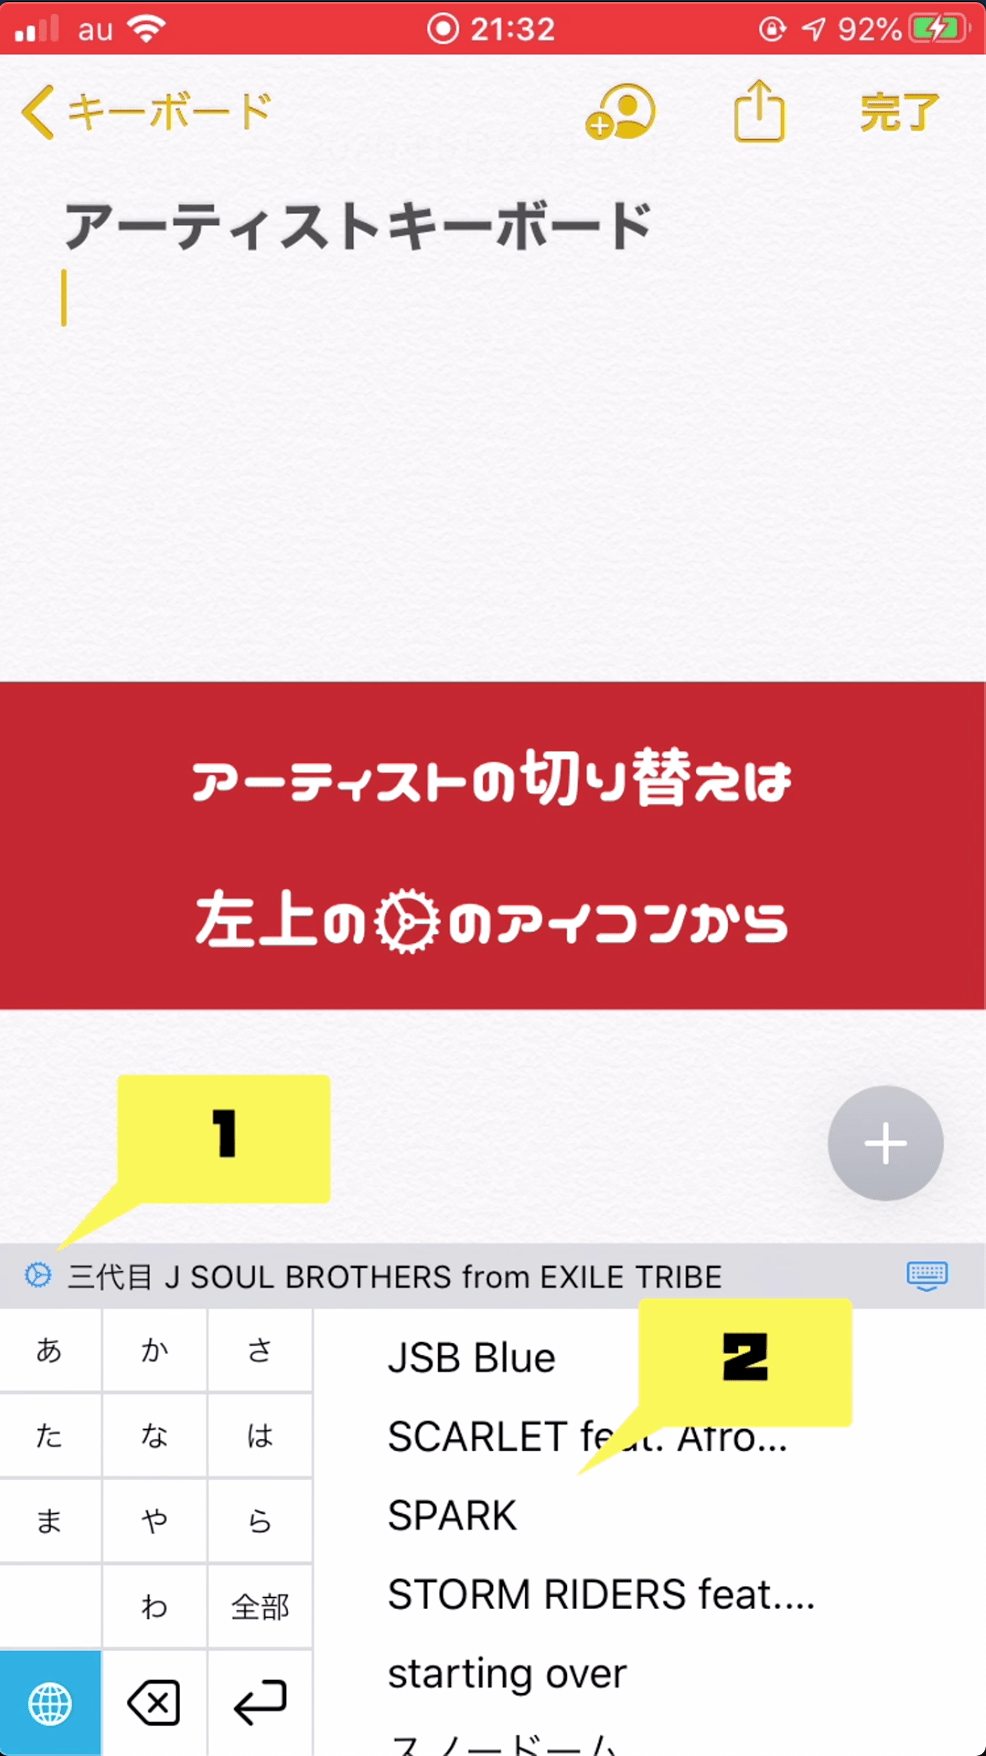 au 21:32 92%
キーボード 完了
アーティストキーボード
アーティストの切り替えは
左上の⚙のアイコンから
1
三代目 J SOUL BROTHERS from EXILE TRIBE
2
あ か さ
た な は
ま や ら
わ 全部
JSB Blue
SCARLET feat. Afro...
SPARK
STORM RIDERS feat....
starting over
スノードーム